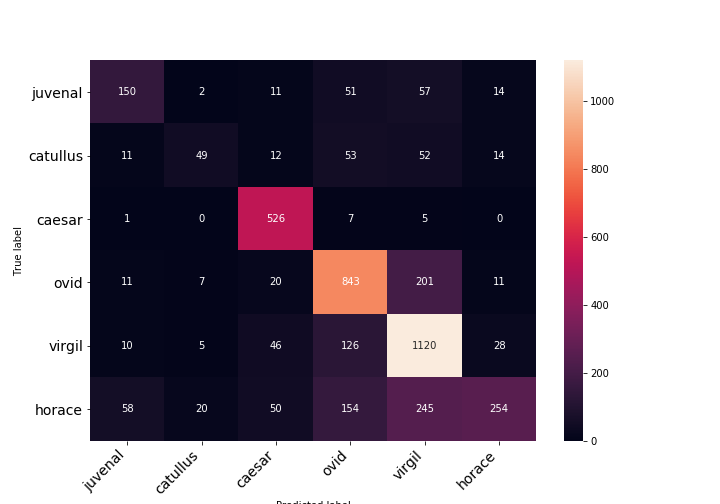 juvenal 150 2 11 51 57 14
catullus 11 49 12 53 52 14
caesar 1 0 526 7 5 0
ovid 11 7 20 843 201 11
virgil 10 5 46 126 1120 28
horace 58 20 50 154 245 254
True label
juvenal catullus caesar ovid virgil horace
Predicted label
1000
800
600
400
200
0